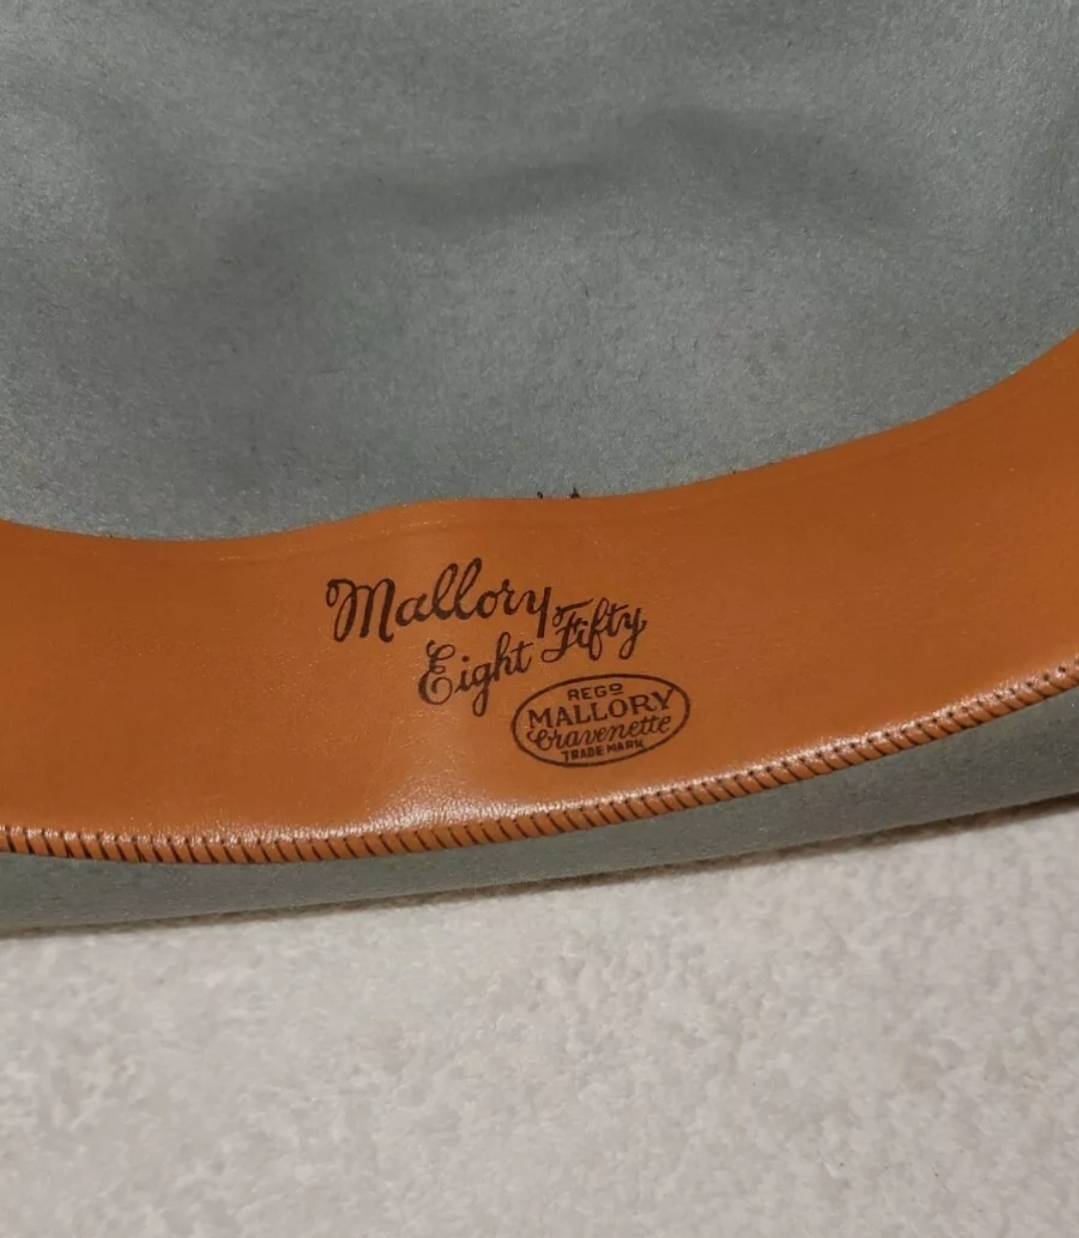 Mallory
Eight Fifty
REGD
MALLORY
Cravenette
TRADE MARK